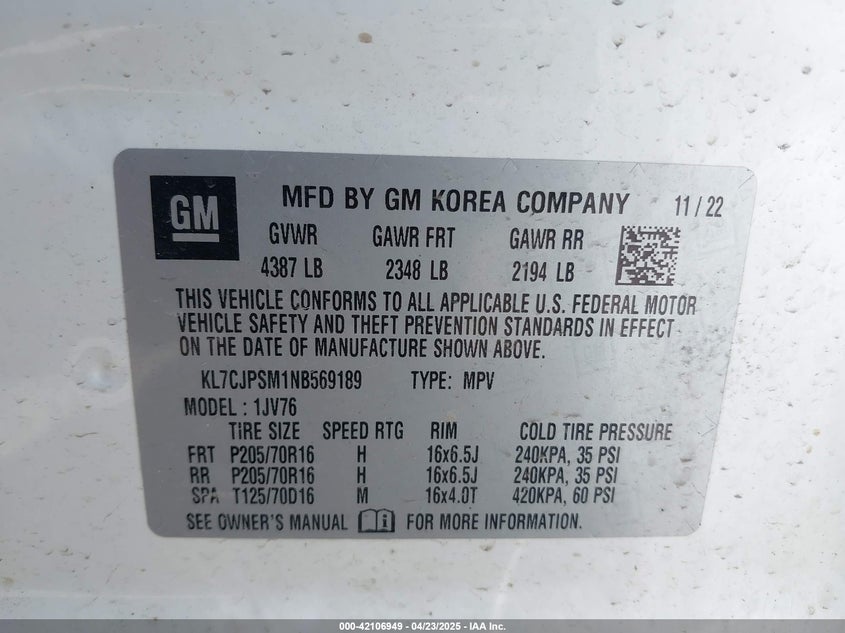 GM
MFD BY GM KOREA COMPANY 11 / 22
GVWR GAWR FRT GAWR RR
4387 LB 2348 LB 2194 LB
THIS VEHICLE CONFORMS TO ALL APPLICABLE U.S. FEDERAL MOTOR
VEHICLE SAFETY AND THEFT PREVENTION STANDARDS IN EFFECT
ON THE DATE OF MANUFACTURE SHOWN ABOVE.
KL7CJPSM1NB569189 TYPE: MPV
MODEL : 1JV76
TIRE SIZE SPEED RTG RIM COLD TIRE PRESSURE
FRT P205/70R16 H 16x6.5J 240KPA, 35 PSI
RR P205/70R16 H 16x6.5J 240KPA, 35 PSI
SPA T125/70D16 M 16x4.0T 420KPA, 60 PSI
SEE OWNER'S MANUAL i FOR MORE INFORMATION.
000-42106949 - 04/23/2025 - IAA Inc.